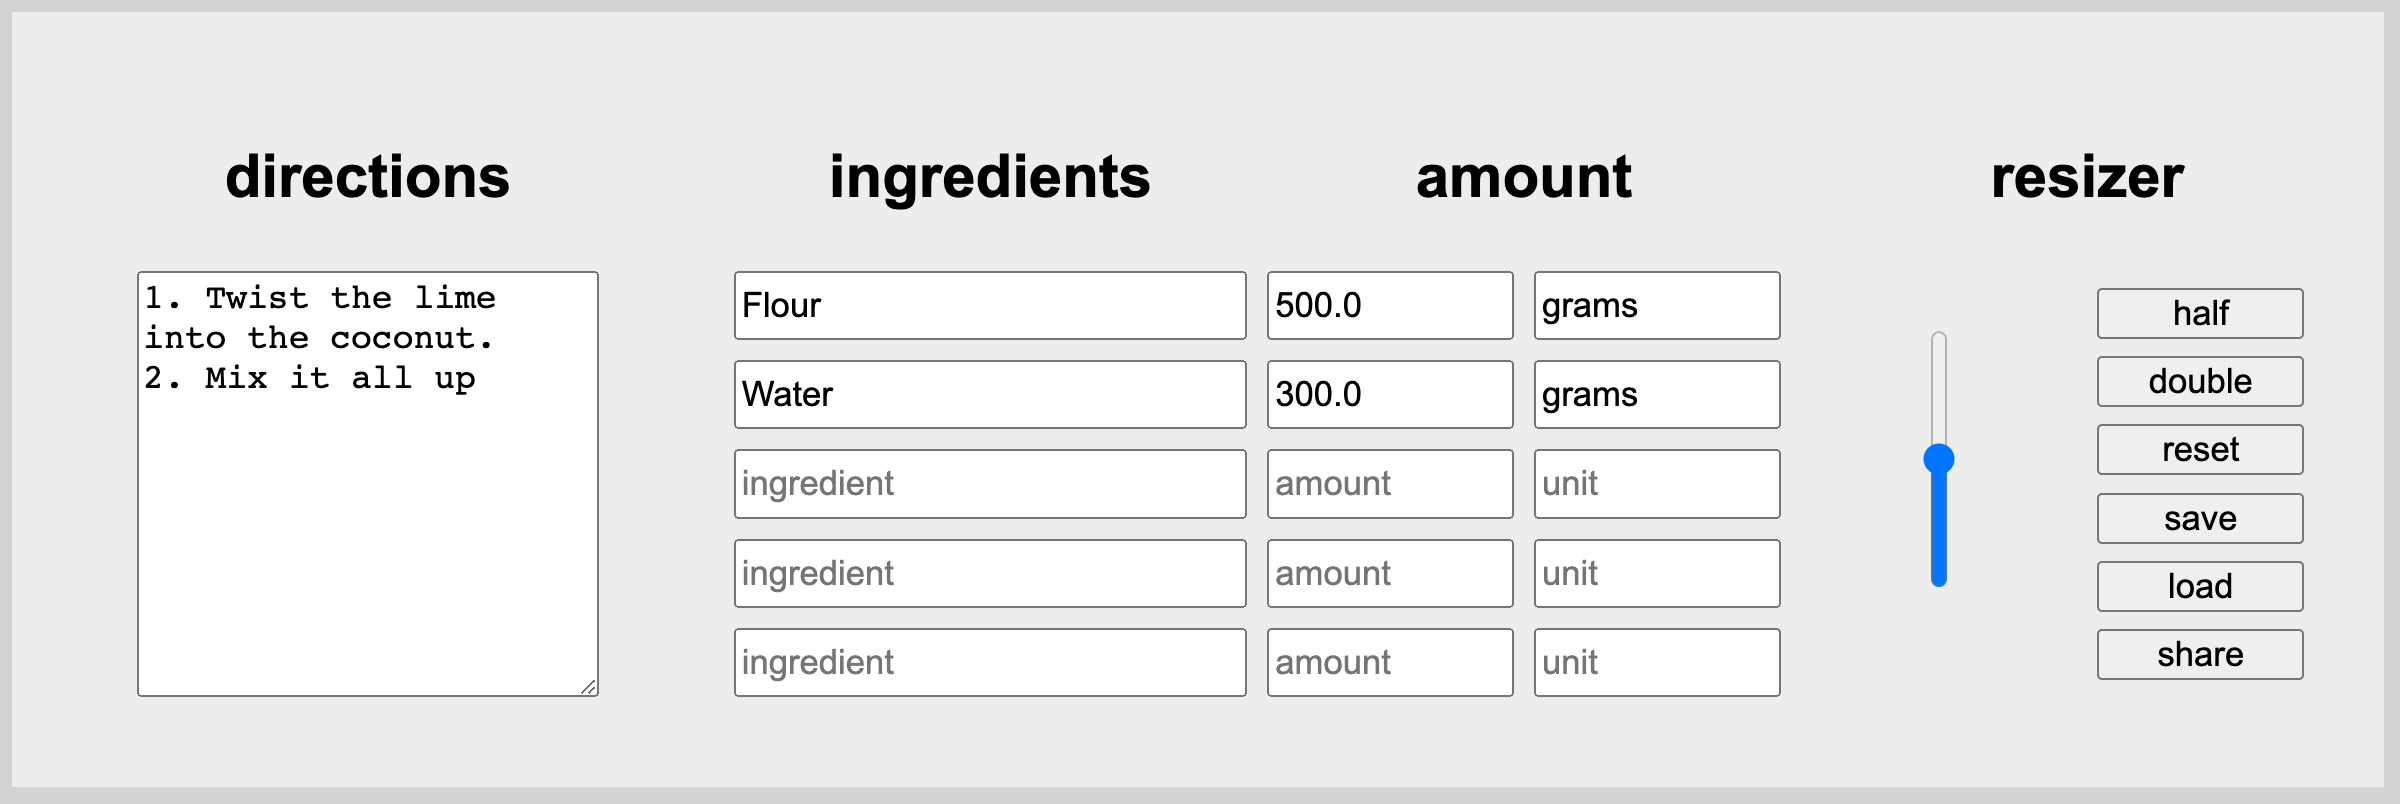 directions
ingredients
amount
resizer
1. Twist the lime
into the coconut.
2. Mix it all up
Flour 500.0 grams
Water 300.0 grams
ingredient amount unit
ingredient amount unit
ingredient amount unit
half
double
reset
save
load
share